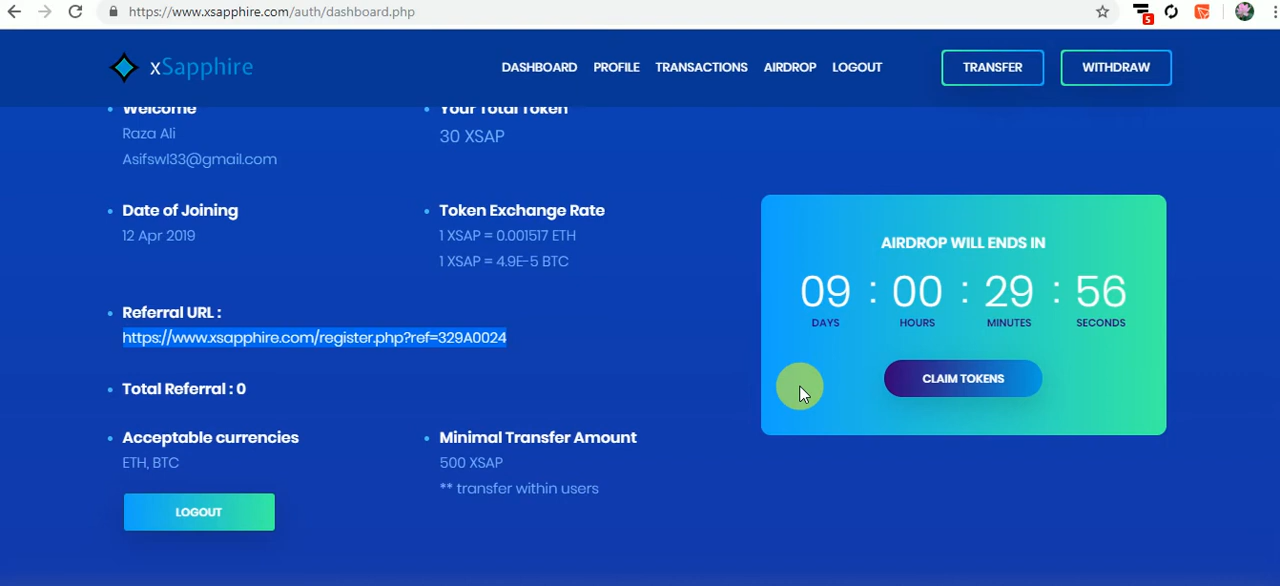 https://www.xsapphire.com/auth/dashboard.php
5
xSapphire
DASHBOARD PROFILE TRANSACTIONS AIRDROP LOGOUT TRANSFER WITHDRAW
Welcome
Raza Ali
Asifswl33@gmail.com
Your Total Token
30 XSAP
Date of Joining
12 Apr 2019
Token Exchange Rate
1 XSAP = 0.001517 ETH
1 XSAP = 4.9E-5 BTC
Referral URL :
https://www.xsapphire.com/register.php?ref=329A0024
Total Referral : 0
Acceptable currencies
ETH, BTC
Minimal Transfer Amount
500 XSAP
** transfer within users
LOGOUT
AIRDROP WILL ENDS IN
09 : 00 : 29 : 56
DAYS HOURS MINUTES SECONDS
CLAIM TOKENS